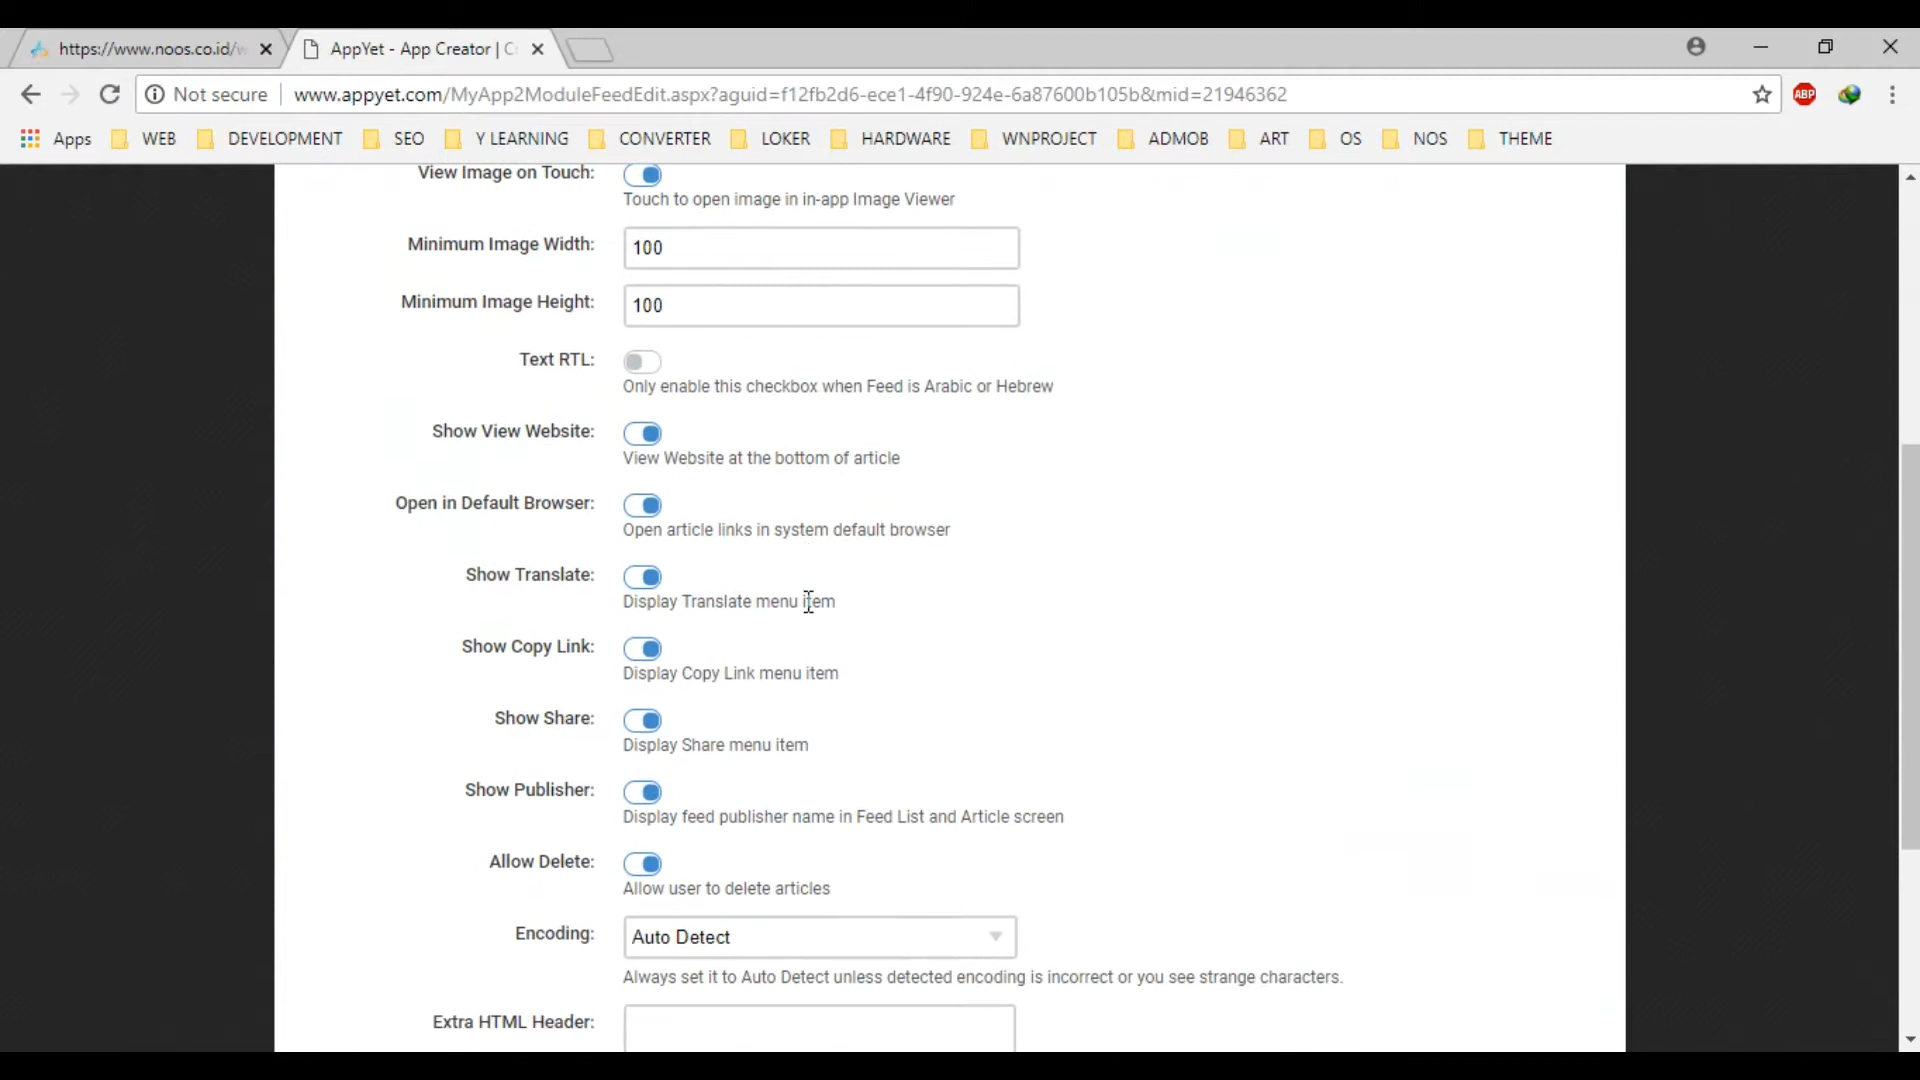 https://www.noos.co.id/w
AppYet - App Creator | C
Not secure
www.appyet.com/MyApp2ModuleFeedEdit.aspx?aguid=f12fb2d6-ece1-4f90-924e-6a87600b105b&mid=21946362
ABP
Apps WEB DEVELOPMENT SEO Y LEARNING CONVERTER LOKER HARDWARE WNPROJECT ADMOB ART OS NOS THEME
View Image on Touch:
Touch to open image in in-app Image Viewer
Minimum Image Width: 100
Minimum Image Height: 100
Text RTL:
Only enable this checkbox when Feed is Arabic or Hebrew
Show View Website:
View Website at the bottom of article
Open in Default Browser:
Open article links in system default browser
Show Translate:
Display Translate menu item
Show Copy Link:
Display Copy Link menu item
Show Share:
Display Share menu item
Show Publisher:
Display feed publisher name in Feed List and Article screen
Allow Delete:
Allow user to delete articles
Encoding: Auto Detect
Always set it to Auto Detect unless detected encoding is incorrect or you see strange characters.
Extra HTML Header: